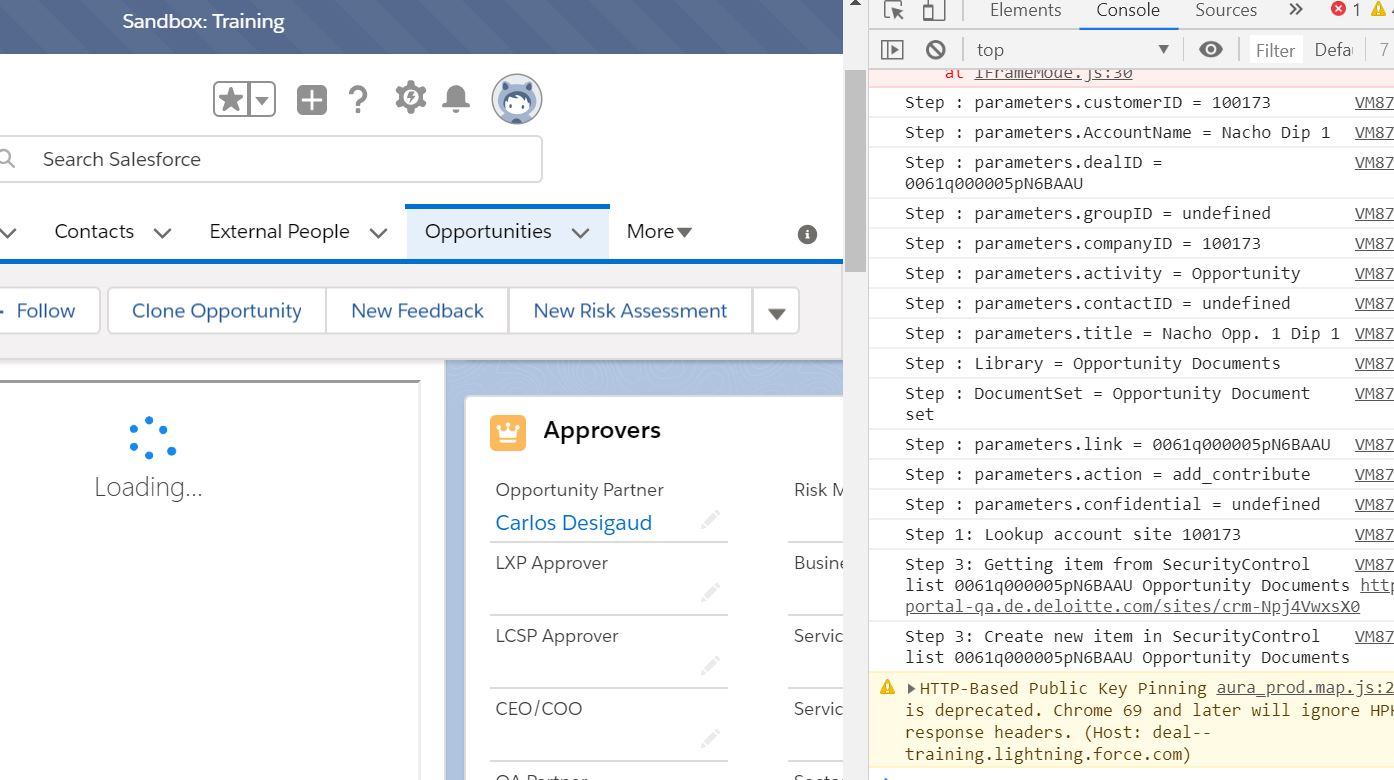 Sandbox: Training
Search Salesforce
Contacts External People Opportunities More
Follow Clone Opportunity New Feedback New Risk Assessment
Loading...
Approvers
Opportunity Partner Risk M
Carlos Desigaud
LXP Approver Busine
LCSP Approver Servic
CEO/COO Servic
Elements Console Sources » 1
top Filter Defa 7
at IFrameMode.js:30
Step : parameters.customerID = 100173 VM87
Step : parameters.AccountName = Nacho Dip 1 VM87
Step : parameters.dealID = VM87
0061q000005pN6BAAU
Step : parameters.groupID = undefined VM87
Step : parameters.companyID = 100173 VM87
Step : parameters.activity = Opportunity VM87
Step : parameters.contactID = undefined VM87
Step : parameters.title = Nacho Opp. 1 Dip 1 VM87
Step : Library = Opportunity Documents VM87
Step : DocumentSet = Opportunity Document VM87
set
Step : parameters.link = 0061q000005pN6BAAU VM87
Step : parameters.action = add_contribute VM87
Step : parameters.confidential = undefined VM87
Step 1: Lookup account site 100173 VM87
Step 3: Getting item from SecurityControl VM87
list 0061q000005pN6BAAU Opportunity Documents http
portal-qa.de.deloitte.com/sites/crm-Npj4VwxsX0
Step 3: Create new item in SecurityControl VM87
list 0061q000005pN6BAAU Opportunity Documents
HTTP-Based Public Key Pinning aura_prod.map.js:2
is deprecated. Chrome 69 and later will ignore HPK
response headers. (Host: deal--
training.lightning.force.com)